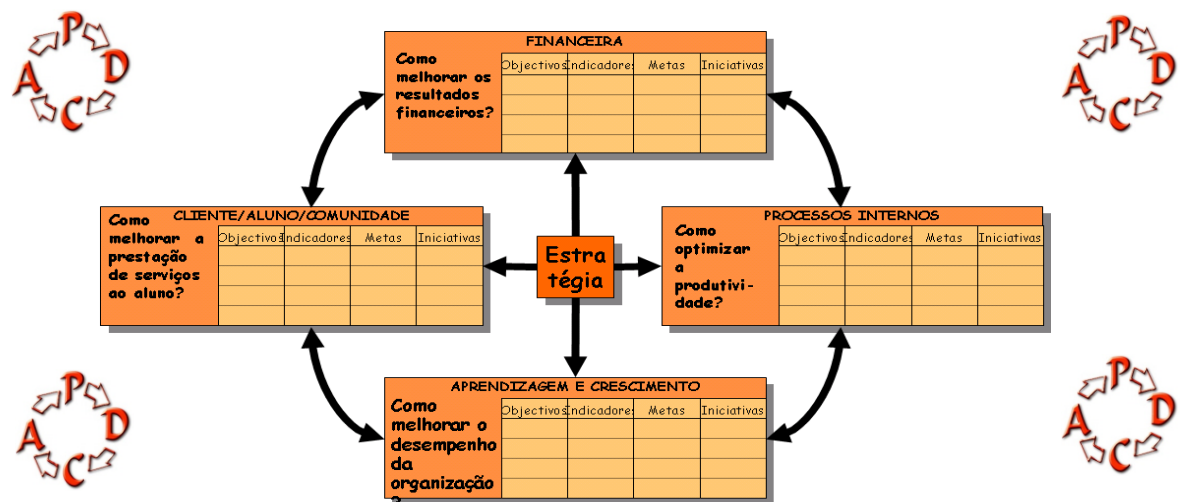 P
D
C
A
P
D
C
A
FINANCEIRA
Como
melhorar os
resultados
financeiros?
Objectivos Indicadores Metas Iniciativas
CLIENTE/ALUNO/COMUNIDADE
Como
melhorar a
prestação
de serviços
ao aluno?
Objectivos Indicadores Metas Iniciativas
Estra
tégia
PROCESSOS INTERNOS
Como
optimizar
a
produtivi-
dade?
Objectivos Indicadores Metas Iniciativas
APRENDIZAGEM E CRESCIMENTO
Como
melhorar o
desempenho
da
organização
?
Objectivos Indicadores Metas Iniciativas
P
D
C
A
P
D
C
A